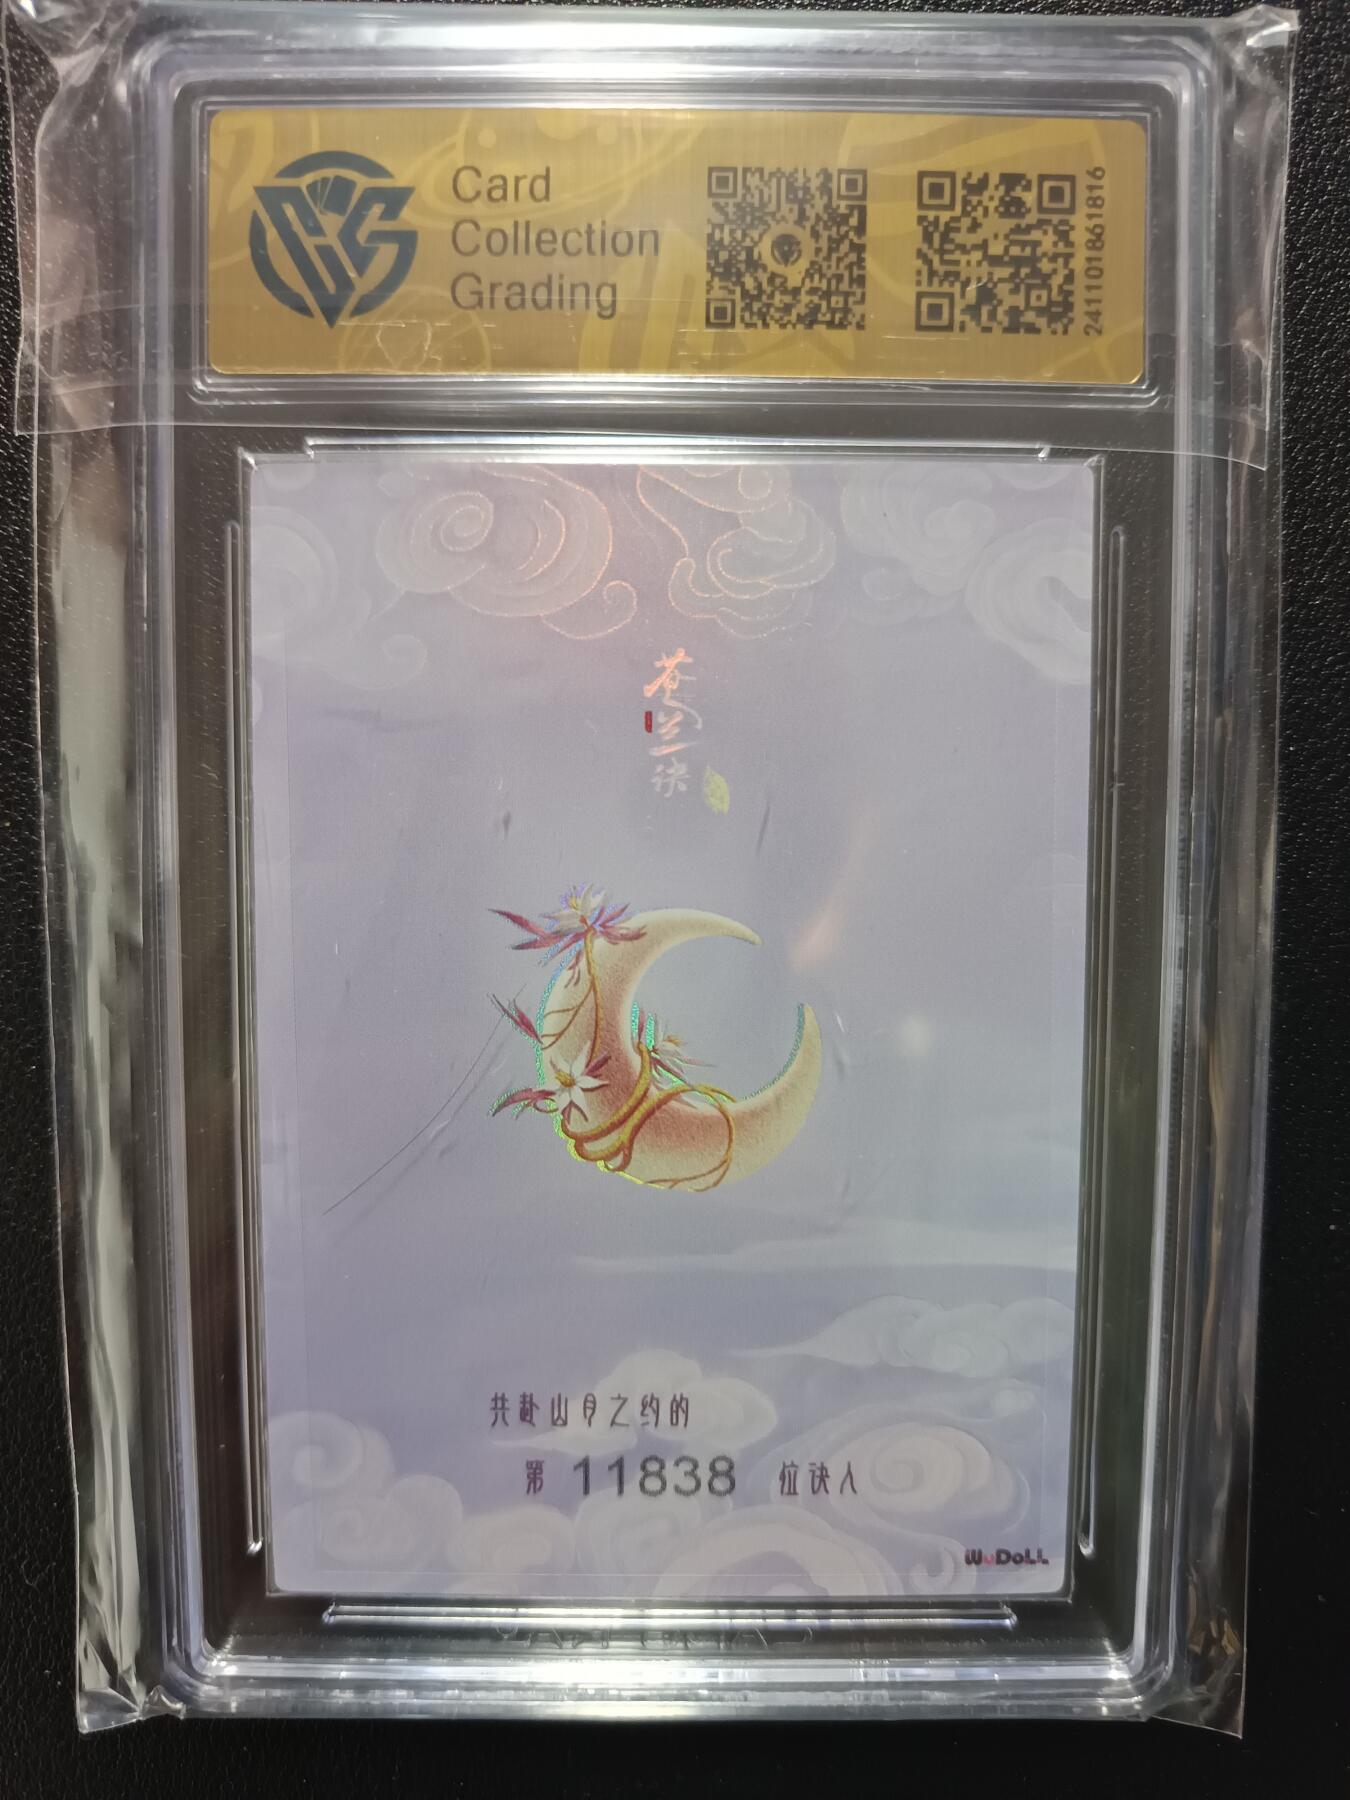 Card
Collection
Grading
2411101861816
苍兰诀
共赴山月之约的
第 11838 位诀人
WuDoLL